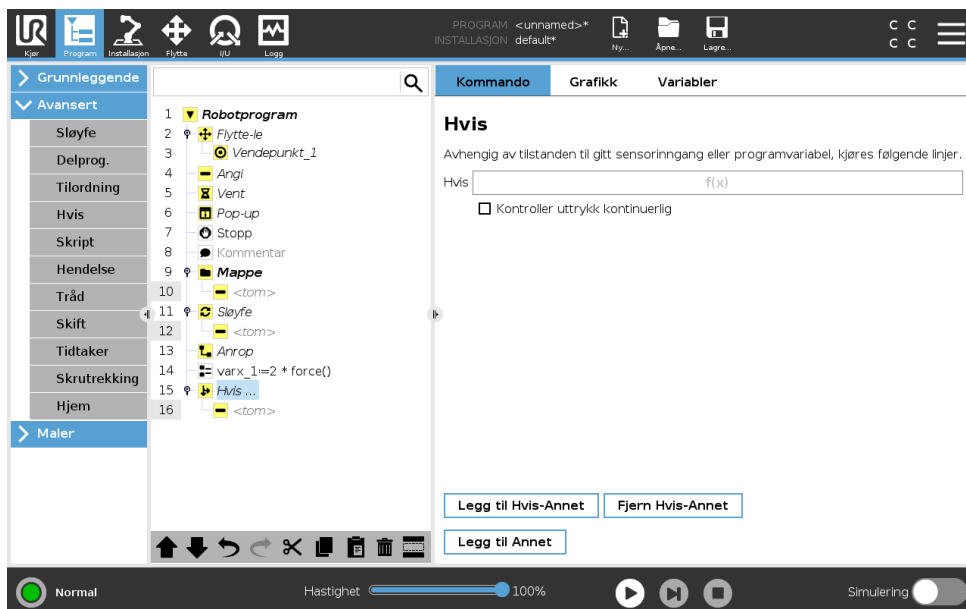 UR
PROGRAM <unnamed>*
INSTALLASJON default*
Kjør Program Installasjon Flytte I/U Logg Ny... Åpne... Lagre...
C C
C C
Grunnleggende
Avansert
Sløyfe
Delprog.
Tilordning
Hvis
Skript
Hendelse
Tråd
Skift
Tidtaker
Skrutrekking
Hjem
Maler
1 Robotprogram
2 Flytte-le
3 Vendepunkt_1
4 Angi
5 Vent
6 Pop-up
7 Stopp
8 Kommentar
9 Mappe
10 <tom>
11 Sløyfe
12 <tom>
13 Anrop
14 varx_1:=2 * force()
15 Hvis ...
16 <tom>
Kommando Grafikk Variabler
Hvis
Avhengig av tilstanden til gitt sensorinngang eller programvariabel, kjøres følgende linjer.
Hvis f(x)
Kontroller uttrykk kontinuerlig
Legg til Hvis-Annet Fjern Hvis-Annet
Legg til Annet
Normal Hastighet 100% Simulering